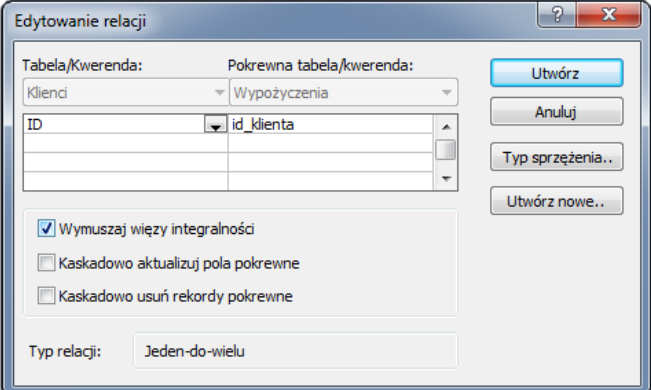 Edytowanie relacji
?
X
Tabela/Kwerenda: Pokrewna tabela/kwerenda:
Klienci Wypożyczenia
ID id_klienta
Utwórz
Anuluj
Typ sprzężenia..
Utwórz nowe..
Wymuszaj więzy integralności
Kaskadowo aktualizuj pola pokrewne
Kaskadowo usuń rekordy pokrewne
Typ relacji: Jeden-do-wielu